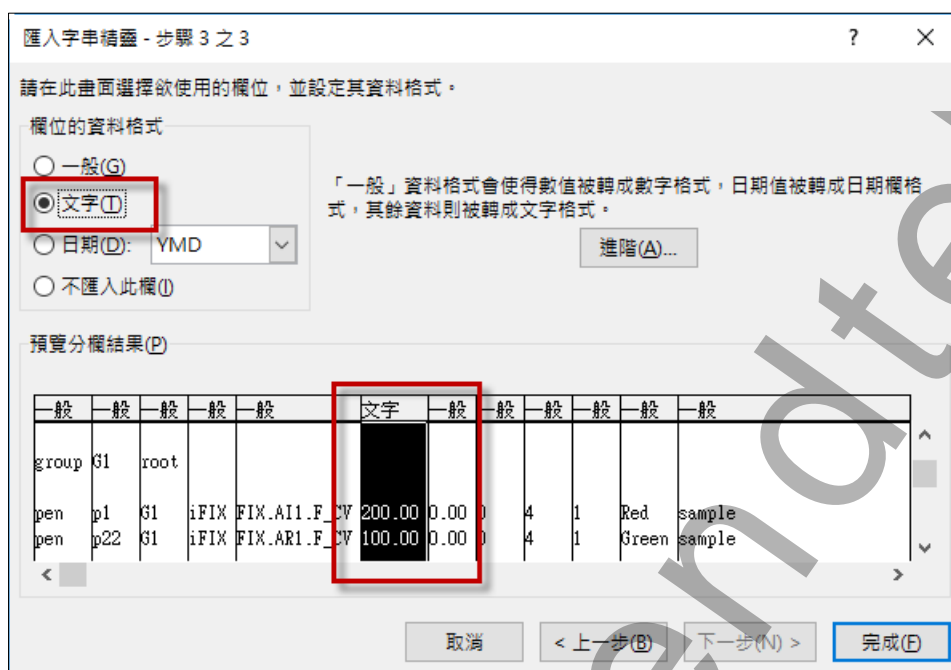 匯入字串精靈 - 步驟 3 之 3 ? ×
請在此畫面選擇欲使用的欄位，並設定其資料格式。
欄位的資料格式
一般(G)
文字(T)
日期(D): YMD
不匯入此欄(I)
「一般」資料格式會使得數值被轉成數字格式，日期值被轉成日期欄格
式，其餘資料則被轉成文字格式。
進階(A)...
預覽分欄結果(P)
一般 一般 一般 一般 一般 文字 一般 一般 一般 一般 一般 一般
group G1 root
pen p1 G1 iFIX FIX.AI1.F_CV 200.00 0.00 0 4 1 Red sample
pen p22 G1 iFIX FIX.AR1.F_CV 100.00 0.00 0 4 1 Green sample
取消 < 上一步(B) 下一步(N) > 完成(F)